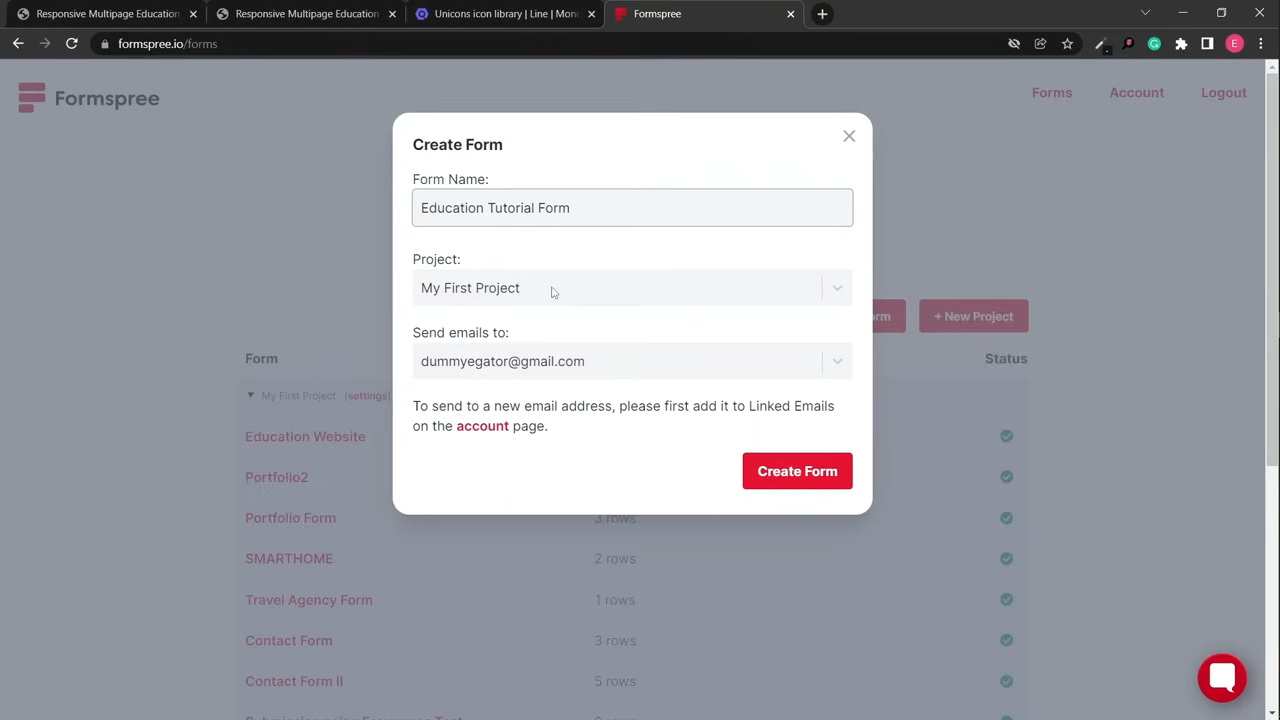 Responsive Multipage Education
Responsive Multipage Education
Unicons icon library | Line | Mon
Formspree
formspree.io/forms
E
Formspree
Forms
Account
Logout
Create Form
Form Name:
Education Tutorial Form
Project:
My First Project
+ New Project
Send emails to:
Form
Status
dummyegator@gmail.com
My First Project (settings)
To send to a new email address, please first add it to Linked Emails
on the account page.
Education Website
Create Form
Portfolio2
Portfolio Form
3 rows
SMARTHOME
2 rows
Travel Agency Form
1 rows
Contact Form
3 rows
Contact Form II
5 rows